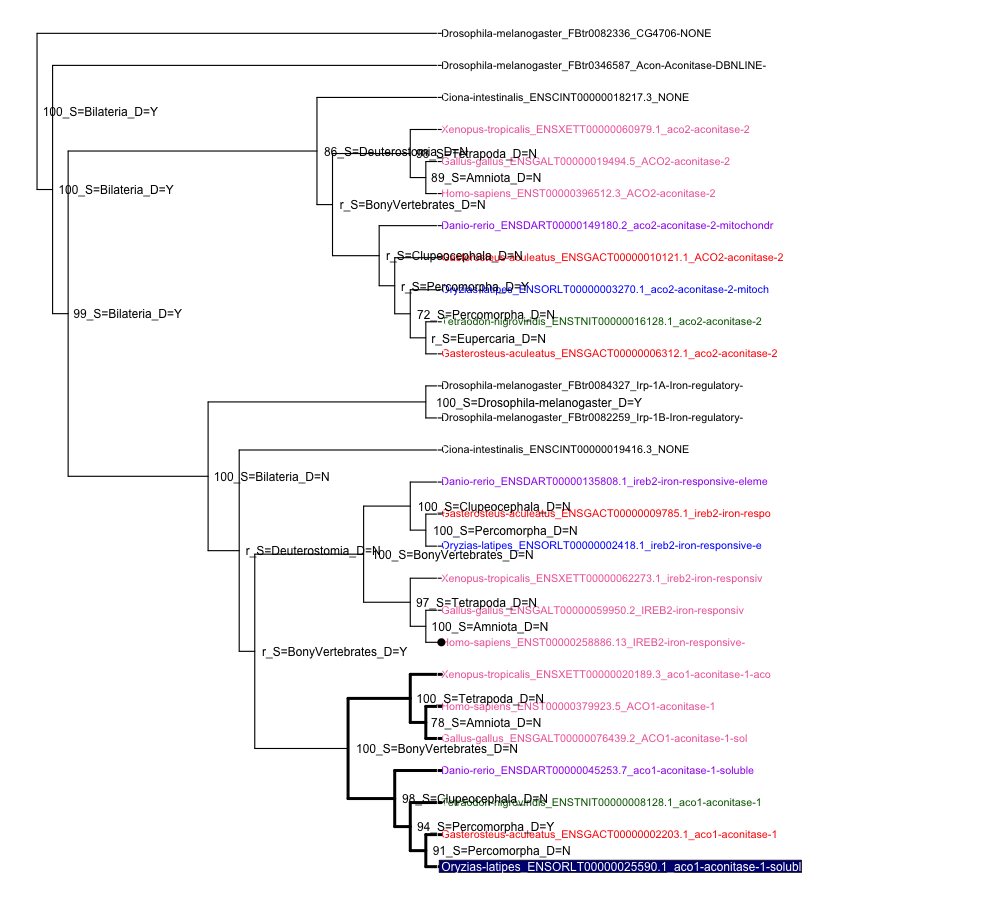 Drosophila-melanogaster_FBtr0082336_CG4706-NONE
Drosophila-melanogaster_FBtr0346587_Acon-Aconitase-DBNLINE-
Ciona-intestinalis_ENSCINT00000018217.3_NONE
100_S=Bilateria_D=Y
Xenopus-tropicalis_ENSXETT00000060979.1_aco2-aconitase-2
86_S=Deuterostomia_D=N
98_S=Tetrapoda_D=N
Gallus-gallus_ENSGALT00000019494.5_ACO2-aconitase-2
89_S=Amniota_D=N
100_S=Bilateria_D=Y
Homo-sapiens_ENST00000396512.3_ACO2-aconitase-2
r_S=BonyVertebrates_D=N
Danio-rerio_ENSDART00000149180.2_aco2-aconitase-2-mitochondr
r_S=Clupeocephala_D=N
Gasterosteus-aculeatus_ENSGACT00000010121.1_ACO2-aconitase-2
r_S=Percomorpha_D=Y
Oryzias-latipes_ENSORLT00000003270.1_aco2-aconitase-2-mitoch
99_S=Bilateria_D=Y
72_S=Percomorpha_D=N
Tetraodon-nigroviridis_ENSTNIT00000016128.1_aco2-aconitase-2
r_S=Eupercaria_D=N
Gasterosteus-aculeatus_ENSGACT00000006312.1_aco2-aconitase-2
Drosophila-melanogaster_FBtr0084327_Irp-1A-Iron-regulatory-
100_S=Drosophila-melanogaster_D=Y
Drosophila-melanogaster_FBtr0082259_Irp-1B-Iron-regulatory-
Ciona-intestinalis_ENSCINT00000019416.3_NONE
100_S=Bilateria_D=N
Danio-rerio_ENSDART00000135808.1_ireb2-iron-responsive-eleme
100_S=Clupeocephala_D=N
Gasterosteus-aculeatus_ENSGACT00000009785.1_ireb2-iron-respo
100_S=Percomorpha_D=N
Oryzias-latipes_ENSORLT00000002418.1_ireb2-iron-responsive-e
r_S=Deuterostomia_D=N
100_S=BonyVertebrates_D=N
Xenopus-tropicalis_ENSXETT00000062273.1_ireb2-iron-responsiv
97_S=Tetrapoda_D=N
Gallus-gallus_ENSGALT00000059950.2_IREB2-iron-responsiv
100_S=Amniota_D=N
Homo-sapiens_ENST00000258886.13_IREB2-iron-responsive-
r_S=BonyVertebrates_D=Y
Xenopus-tropicalis_ENSXETT00000020189.3_aco1-aconitase-1-aco
100_S=Tetrapoda_D=N
Homo-sapiens_ENST00000379923.5_ACO1-aconitase-1
78_S=Amniota_D=N
Gallus-gallus_ENSGALT00000076439.2_ACO1-aconitase-1-sol
100_S=BonyVertebrates_D=N
Danio-rerio_ENSDART00000045253.7_aco1-aconitase-1-soluble
98_S=Clupeocephala_D=N
Tetraodon-nigroviridis_ENSTNIT00000008128.1_aco1-aconitase-1
94_S=Percomorpha_D=Y
Gasterosteus-aculeatus_ENSGACT00000002203.1_aco1-aconitase-1
91_S=Percomorpha_D=N
Oryzias-latipes_ENSORLT00000025590.1_aco1-aconitase-1-solubl